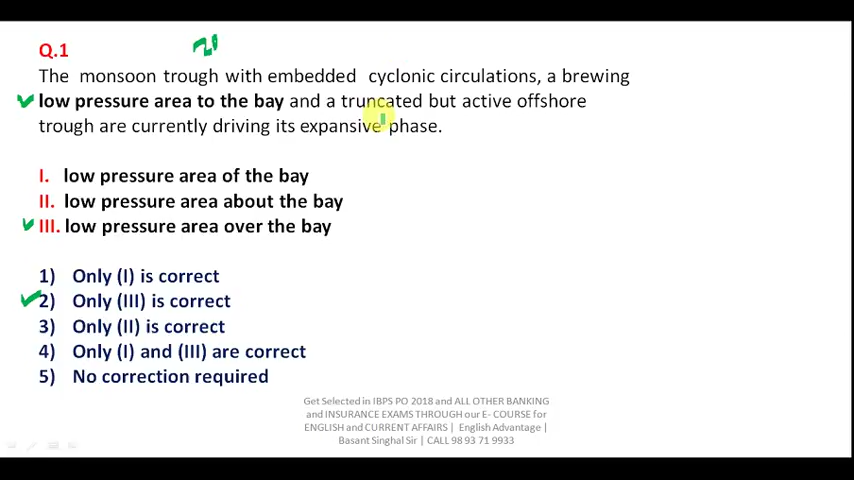 Q.1
The monsoon trough with embedded cyclonic circulations, a brewing
low pressure area to the bay and a truncated but active offshore
trough are currently driving its expansive phase.
I. low pressure area of the bay
II. low pressure area about the bay
III. low pressure area over the bay
1) Only (I) is correct
2) Only (III) is correct
3) Only (II) is correct
4) Only (I) and (III) are correct
5) No correction required
Get Selected in IBPS PO 2018 and ALL OTHER BANKING
and INSURANCE EXAMS THROUGH our E- COURSE for
ENGLISH and CURRENT AFFAIRS | English Advantage |
Basant Singhal Sir | CALL 98 93 71 9933